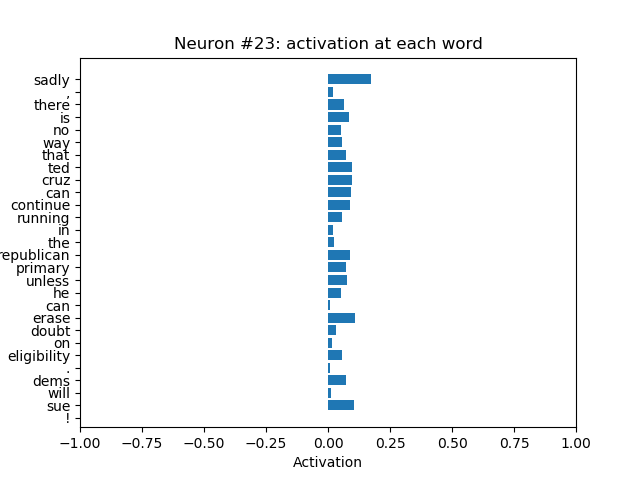 Neuron #23: activation at each word
sadly
,
there
is
no
way
that
ted
cruz
can
continue
running
in
the
republican
primary
unless
he
can
erase
doubt
on
eligibility
.
dems
will
sue
!
−1.00 −0.75 −0.50 −0.25 0.00 0.25 0.50 0.75 1.00
Activation